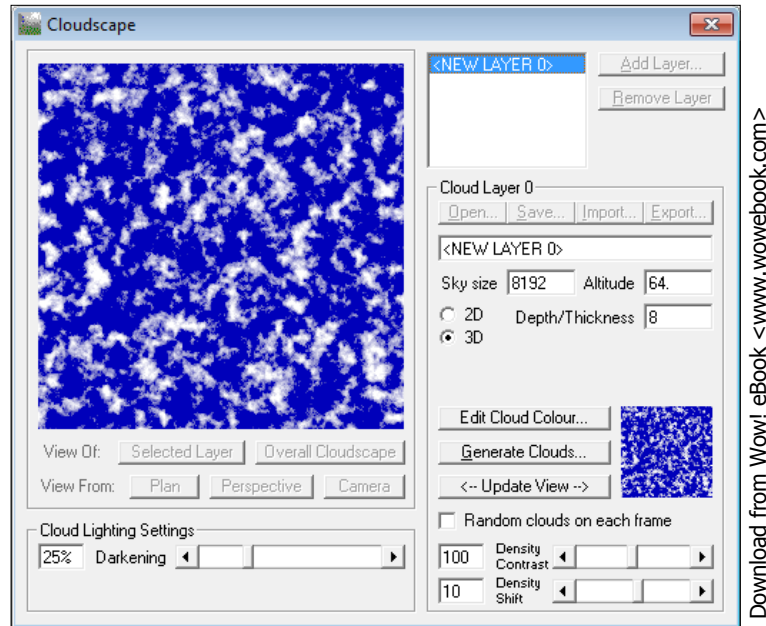 Cloudscape
<NEW LAYER 0>
Add Layer...
Remove Layer
Cloud Layer 0
Open... Save... Import... Export...
<NEW LAYER 0>
Sky size 8192 Altitude 64.
2D Depth/Thickness 8
3D
Edit Cloud Colour...
Generate Clouds...
<-- Update View -->
Random clouds on each frame
100 Density Contrast
10 Density Shift
View Of: Selected Layer Overall Cloudscape
View From: Plan Perspective Camera
Cloud Lighting Settings
25% Darkening
Download from Wow! eBook <www.wowebook.com>